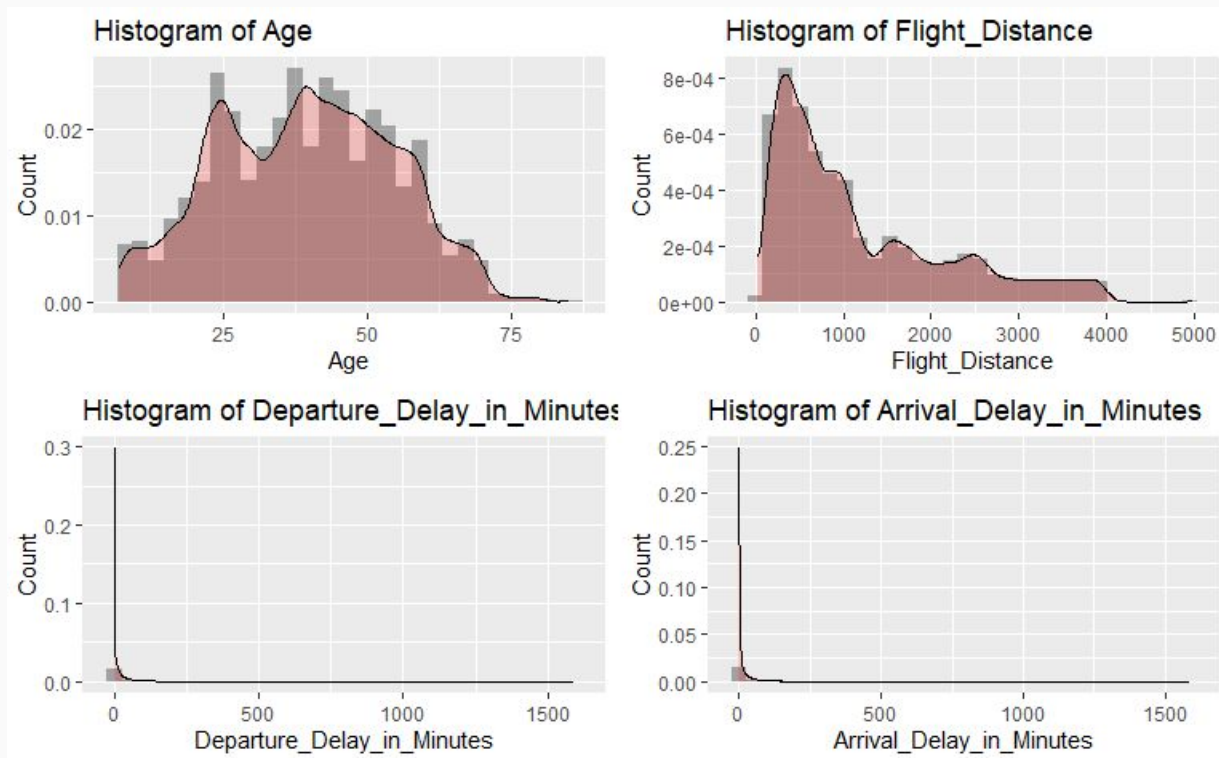 Histogram of Age
0.02
0.01
0.00
Count
25
50
75
Age
Histogram of Flight_Distance
8e-04
6e-04
4e-04
2e-04
0e+00
Count
0
1000
2000
3000
4000
5000
Flight_Distance
Histogram of Departure_Delay_in_Minutes
0.3
0.2
0.1
0.0
Count
0
500
1000
1500
Departure_Delay_in_Minutes
Histogram of Arrival_Delay_in_Minutes
0.25
0.20
0.15
0.10
0.05
0.00
Count
0
500
1000
1500
Arrival_Delay_in_Minutes